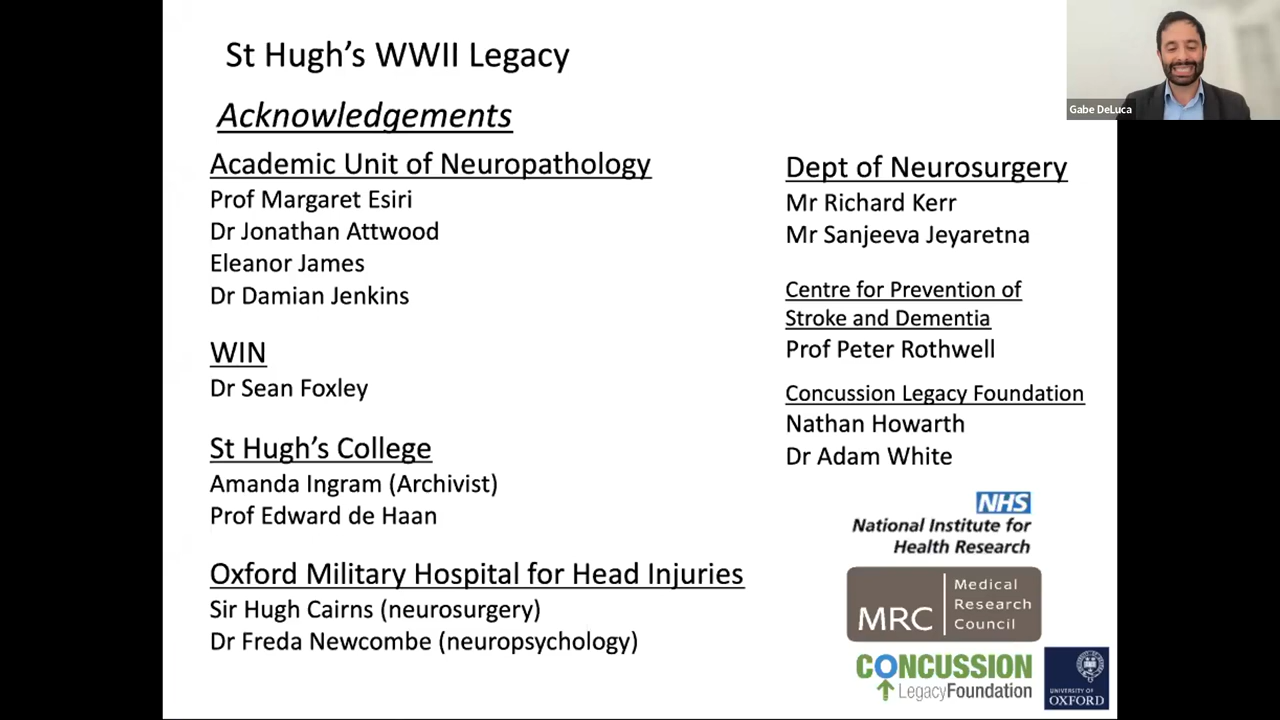 St Hugh's WWII Legacy
Acknowledgements
Academic Unit of Neuropathology
Prof Margaret Esiri
Dr Jonathan Attwood
Eleanor James
Dr Damian Jenkins
WIN
Dr Sean Foxley
St Hugh's College
Amanda Ingram (Archivist)
Prof Edward de Haan
Oxford Military Hospital for Head Injuries
Sir Hugh Cairns (neurosurgery)
Dr Freda Newcombe (neuropsychology)
Dept of Neurosurgery
Mr Richard Kerr
Mr Sanjeeva Jeyaretna
Centre for Prevention of
Stroke and Dementia
Prof Peter Rothwell
Concussion Legacy Foundation
Nathan Howarth
Dr Adam White
NHS
National Institute for
Health Research
MRC
Medical
Research
Council
CONCUSSION
LegacyFoundation
UNIVERSITY OF
OXFORD
Gabe DeLuca